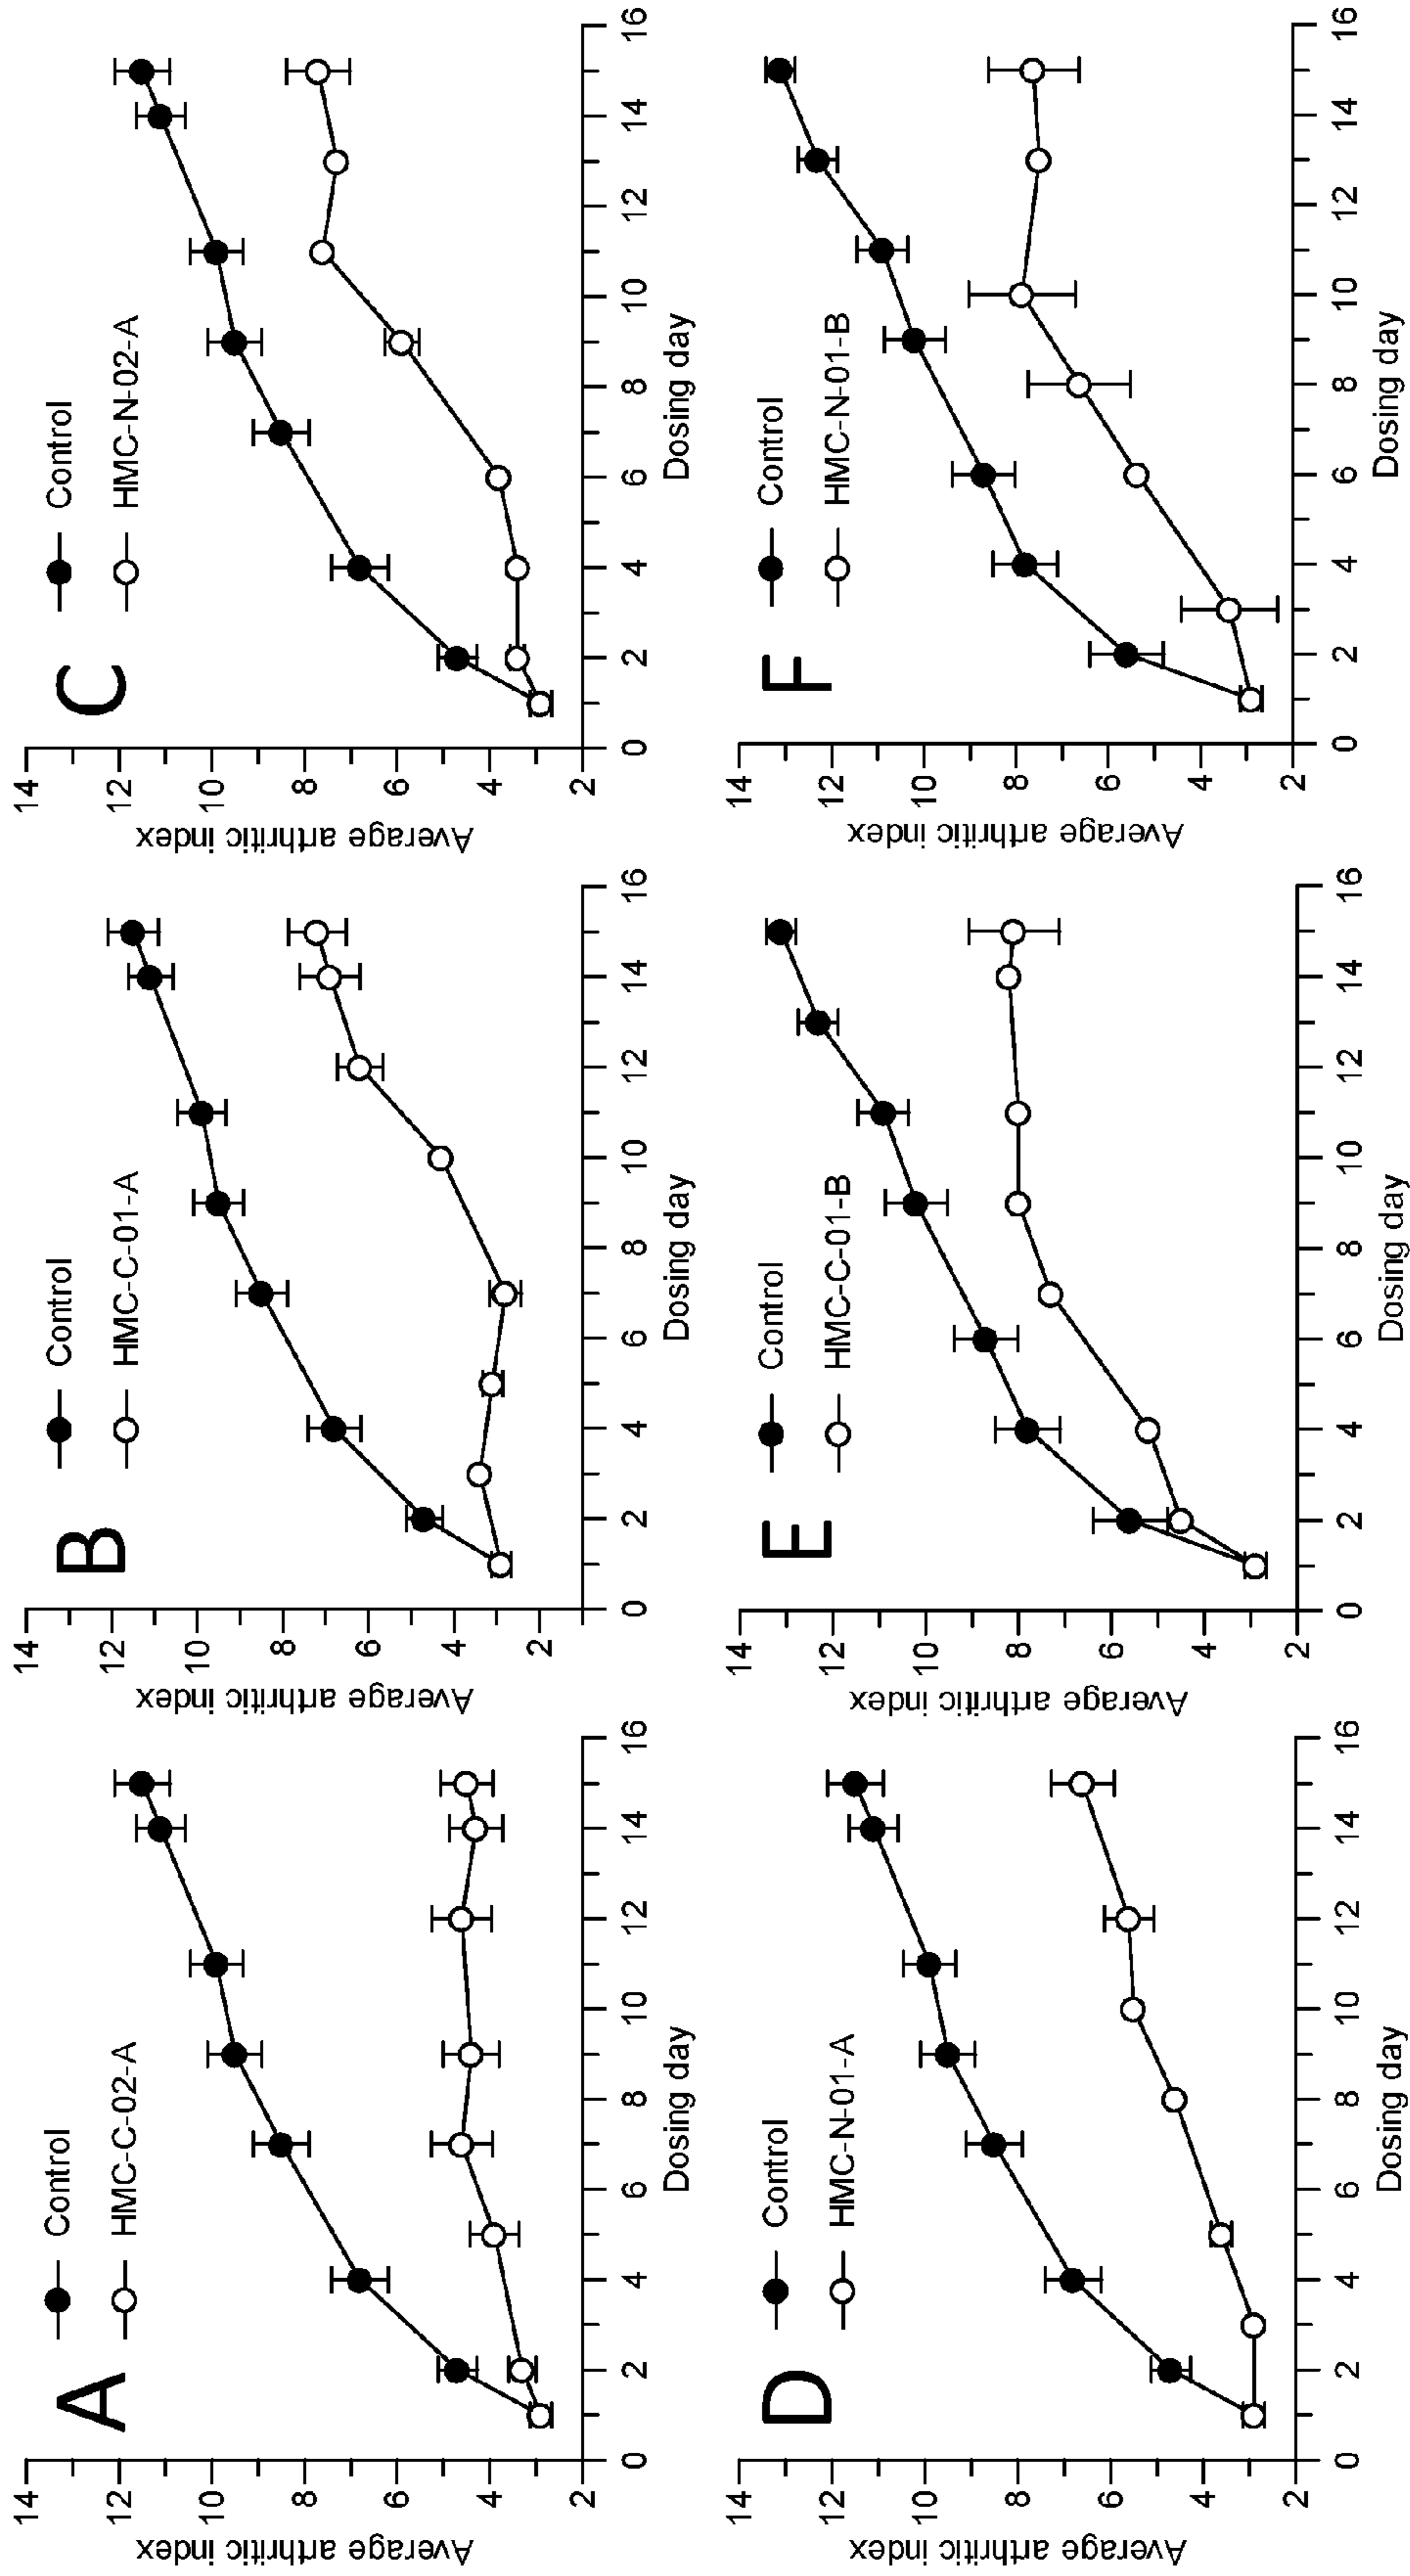 A
Control
HMC-C-02-A
14
12
10
8
6
4
2
Average arthritic index
0 2 4 6 8 10 12 14 16
Dosing day
B
Control
HMC-C-01-A
14
12
10
8
6
4
2
Average arthritic index
0 2 4 6 8 10 12 14 16
Dosing day
C
Control
HMC-N-02-A
14
12
10
8
6
4
2
Average arthritic index
0 2 4 6 8 10 12 14 16
Dosing day
D
Control
HMC-N-01-A
14
12
10
8
6
4
2
Average arthritic index
0 2 4 6 8 10 12 14 16
Dosing day
E
Control
HMC-C-01-B
14
12
10
8
6
4
2
Average arthritic index
0 2 4 6 8 10 12 14 16
Dosing day
F
Control
HMC-N-01-B
14
12
10
8
6
4
2
Average arthritic index
0 2 4 6 8 10 12 14 16
Dosing day